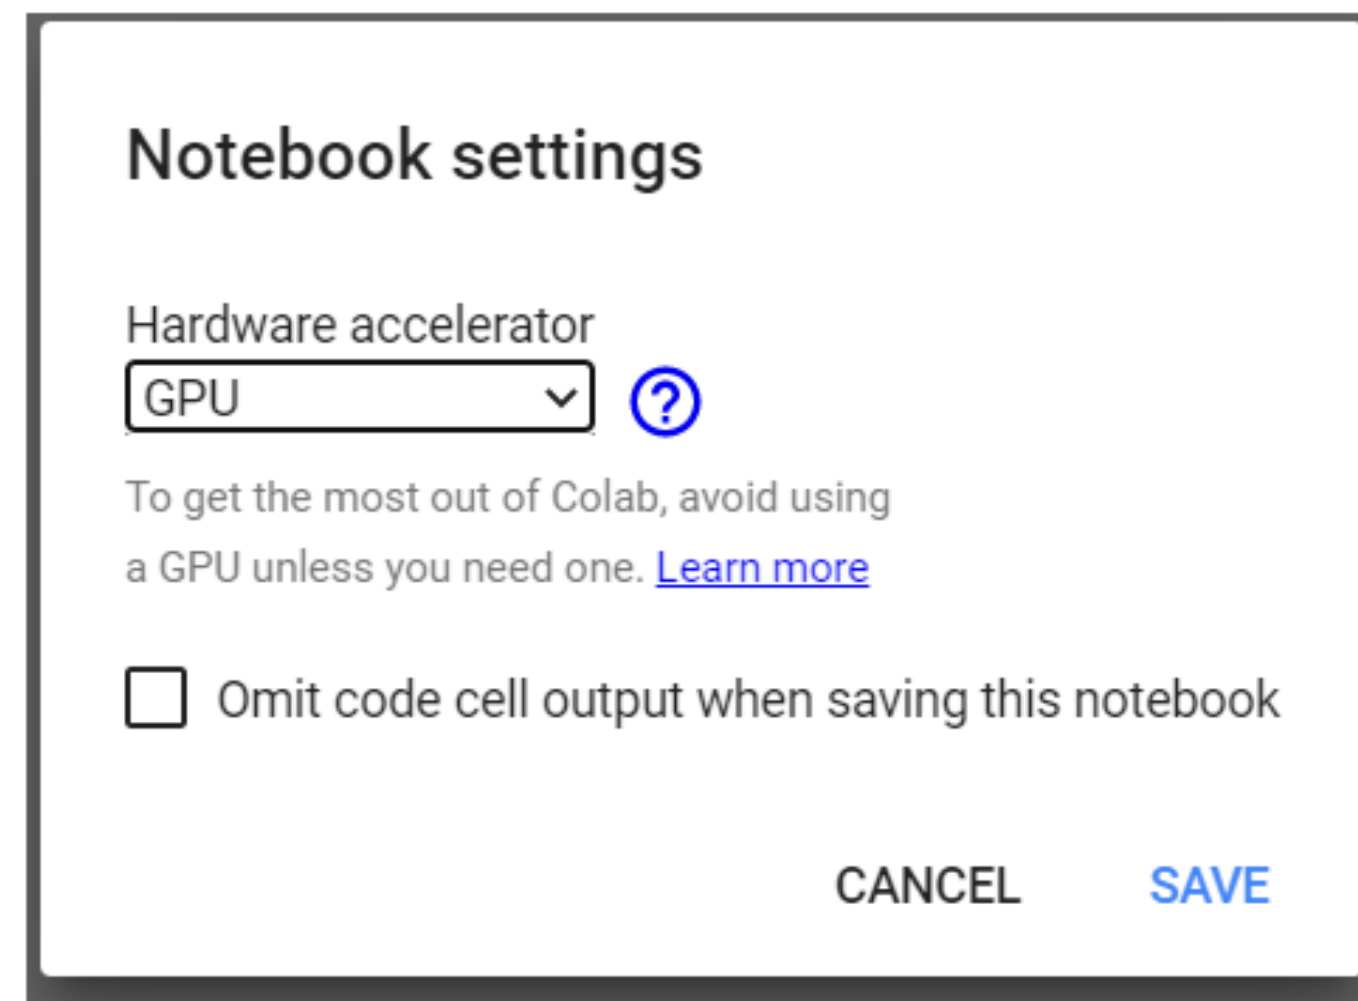 Notebook settings
Hardware accelerator
GPU
?
To get the most out of Colab, avoid using
a GPU unless you need one. Learn more
Omit code cell output when saving this notebook
CANCEL SAVE